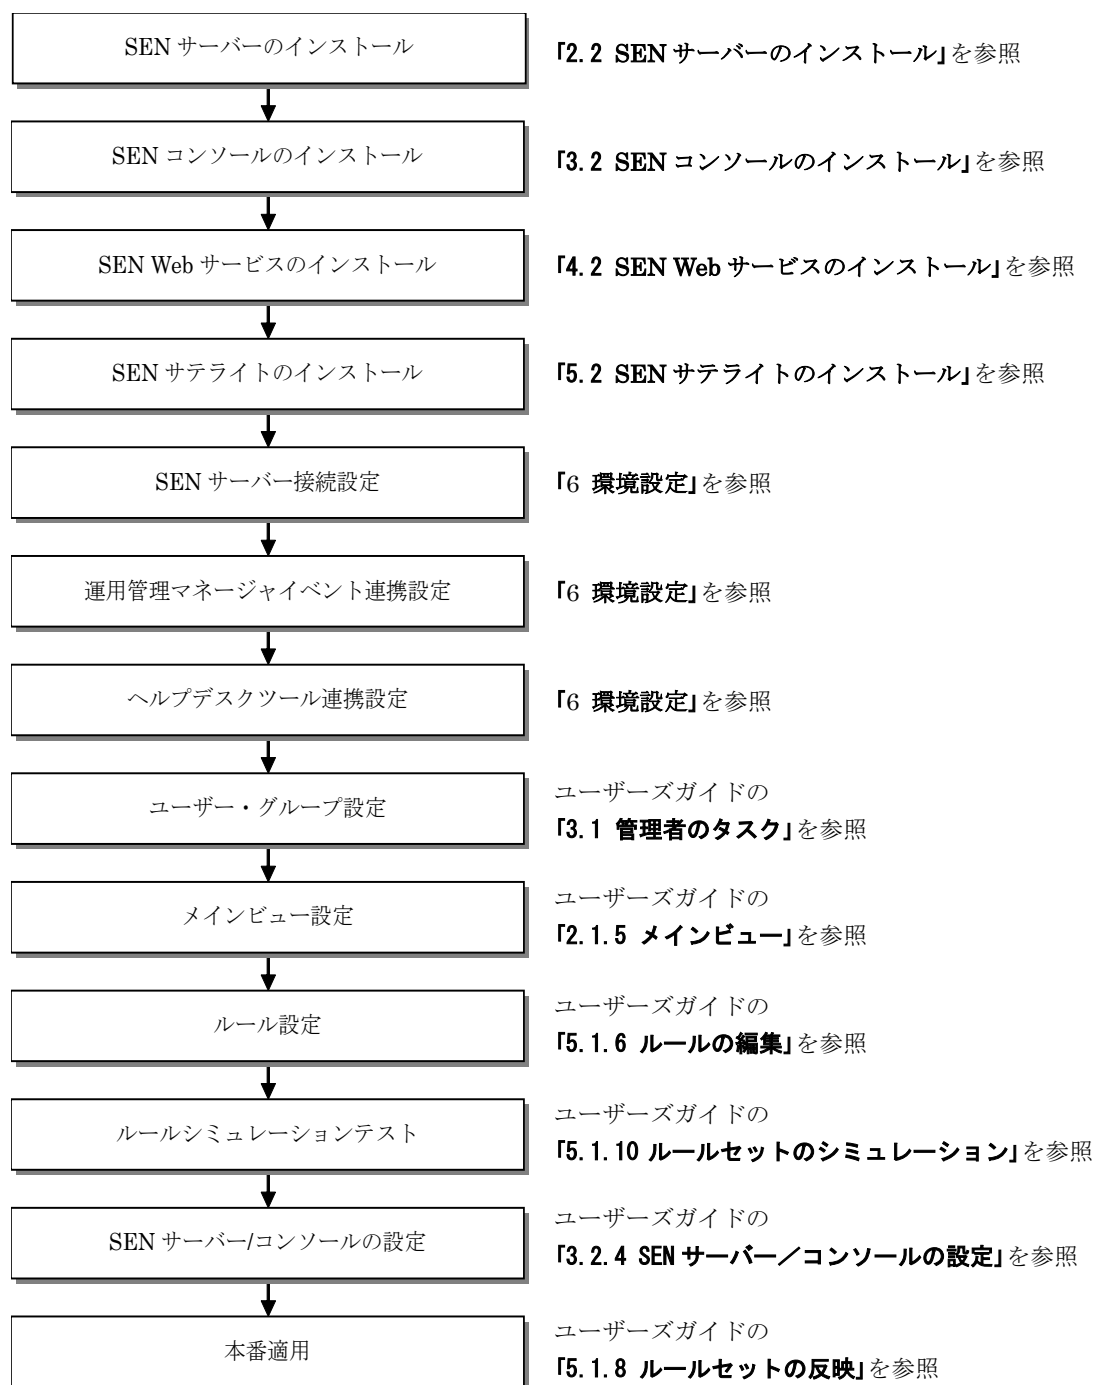 SEN サーバーのインストール
「2.2 SEN サーバーのインストール」を参照
SEN コンソールのインストール
「3.2 SEN コンソールのインストール」を参照
SEN Web サービスのインストール
「4.2 SEN Web サービスのインストール」を参照
SEN サテライトのインストール
「5.2 SEN サテライトのインストール」を参照
SEN サーバー接続設定
「6 環境設定」を参照
運用管理マネージャイベント連携設定
「6 環境設定」を参照
ヘルプデスクツール連携設定
「6 環境設定」を参照
ユーザー・グループ設定
ユーザーズガイドの
「3.1 管理者のタスク」を参照
メインビュー設定
ユーザーズガイドの
「2.1.5 メインビュー」を参照
ルール設定
ユーザーズガイドの
「5.1.6 ルールの編集」を参照
ルールシミュレーションテスト
ユーザーズガイドの
「5.1.10 ルールセットのシミュレーション」を参照
SEN サーバー/コンソールの設定
ユーザーズガイドの
「3.2.4 SEN サーバー／コンソールの設定」を参照
本番適用
ユーザーズガイドの
「5.1.8 ルールセットの反映」を参照